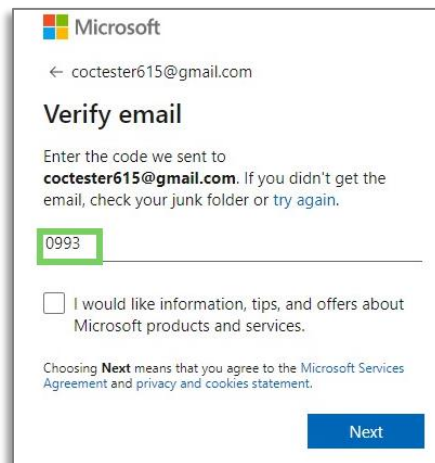 Microsoft
← coctester615@gmail.com
Verify email
Enter the code we sent to
coctester615@gmail.com. If you didn't get the
email, check your junk folder or try again.
0993
I would like information, tips, and offers about
Microsoft products and services.
Choosing Next means that you agree to the Microsoft Services
Agreement and privacy and cookies statement.
Next